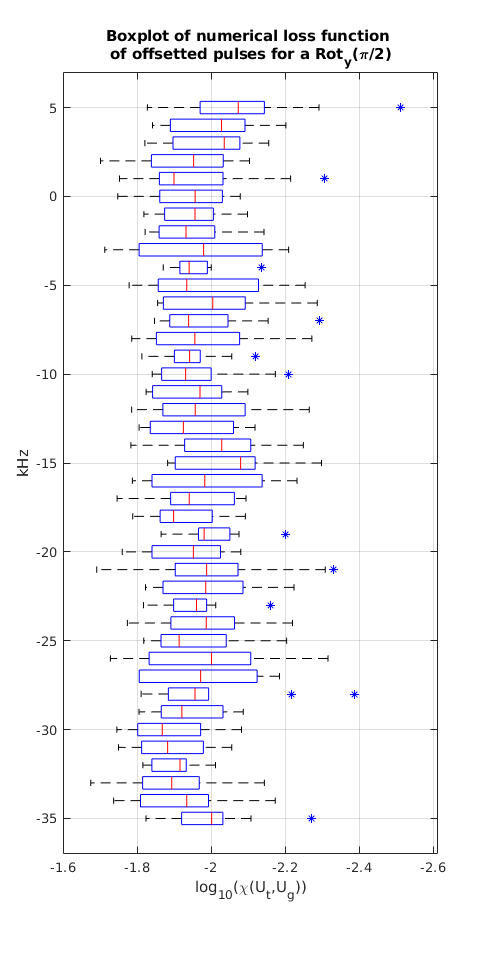 Boxplot of numerical loss function
of offsetted pulses for a Rot_y(π/2)
5
0
-5
-10
-15
-20
-25
-30
-35
kHz
-1.6 -1.8 -2 -2.2 -2.4 -2.6
log_10(χ(U_t,U_g))